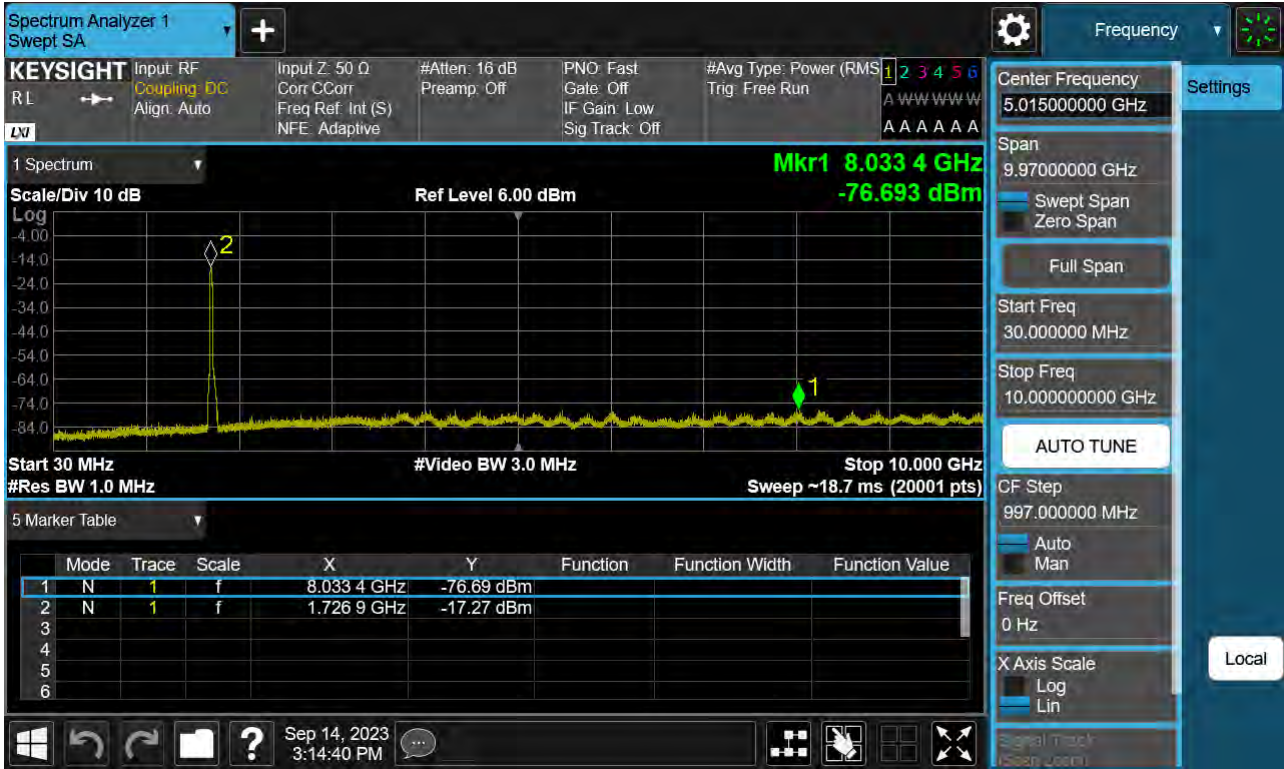 Spectrum Analyzer 1
Swept SA
Frequency
KEYSIGHT
RL
LXI
Input: RF
Coupling: DC
Align: Auto
Input Z: 50 Ω
Corr CCorr
Freq Ref: Int (S)
NFE: Adaptive
#Atten: 16 dB
Preamp: Off
PNO: Fast
Gate: Off
IF Gain: Low
Sig Track: Off
#Avg Type: Power (RMS
Trig: Free Run
1 2 3 4 5 6
A W W W W W
A A A A A A
1 Spectrum
Mkr1 8.033 4 GHz
Scale/Div 10 dB
Ref Level 6.00 dBm
-76.693 dBm
Log
-4.00
-14.0
-24.0
-34.0
-44.0
-54.0
-64.0
-74.0
-84.0
2
1
Start 30 MHz
#Video BW 3.0 MHz
Stop 10.000 GHz
#Res BW 1.0 MHz
Sweep ~18.7 ms (20001 pts)
5 Marker Table
Mode Trace Scale X Y Function Function Width Function Value
1 N 1 f 8.033 4 GHz -76.69 dBm
2 N 1 f 1.726 9 GHz -17.27 dBm
3
4
5
6
Sep 14, 2023
3:14:40 PM
Center Frequency
5.015000000 GHz
Settings
Span
9.97000000 GHz
Swept Span
Zero Span
Full Span
Start Freq
30.000000 MHz
Stop Freq
10.000000000 GHz
AUTO TUNE
CF Step
997.000000 MHz
Auto
Man
Freq Offset
0 Hz
X Axis Scale
Log
Lin
Local
Signal Track
(Span Zoom)